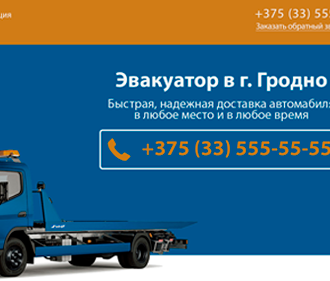 +375 (33) 55
Заказать обратный
Эвакуатор в г. Гродно
Быстрая, надежная доставка автомобиля
в любое место и в любое время
+375 (33) 555-55-55